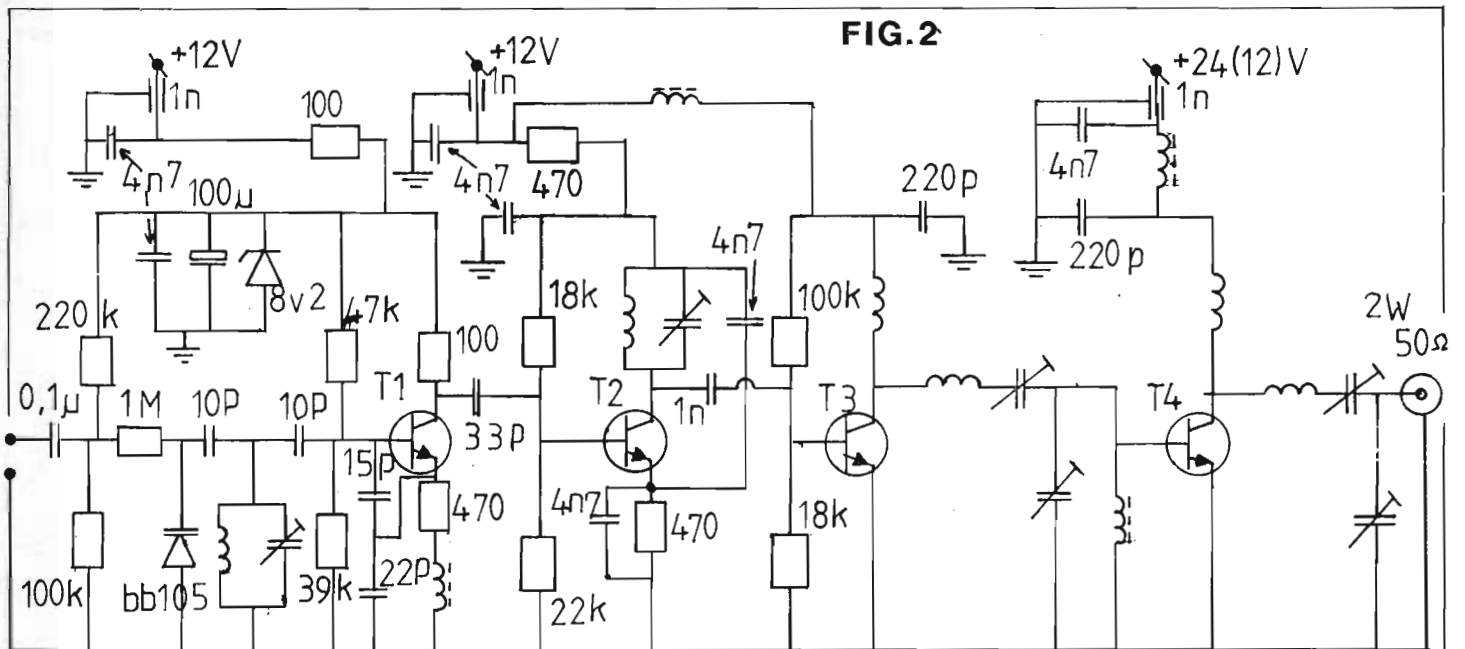 FIG.2
+12V
1n
100
4n7
100µ
8v2
220k
47k
100
0,1µ
1M
10P
10P
T1
33p
15p
470
100k
bb105
39k
22p
+12V
1n
470
4n7
18k
4n7
T2
1n
4n7
470
22k
220p
100k
T3
18k
+24(12)V
1n
4n7
220p
T4
2W
50Ω